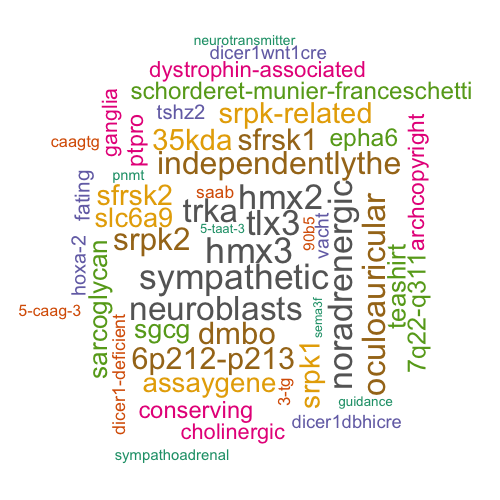 neurotransmitter
dicer1wnt1cre
dystrophin-associated
schorderet-munier-franceschetti
ganglia
tshz2
srpk-related
archcopyright
caagtg
ptpro
35kda
sfrsk1
epha6
independentlythe
pnmt
fating
sfrsk2
saab
hmx2
noradrenergic
slc6a9
trka
tlx3
90b5
vacht
oculoauricular
5-taat-3
srpk2
hmx3
hoxa-2
sarcoglycan
sympathetic
teashirt
7q22-q311
5-caag-3
neuroblasts
sema3f
sgcg
dmbo
dicer1-deficient
6p212-p213
assaygene
3-tg
srpk1
guidance
conserving
dicer1dbhicre
cholinergic
sympathoadrenal